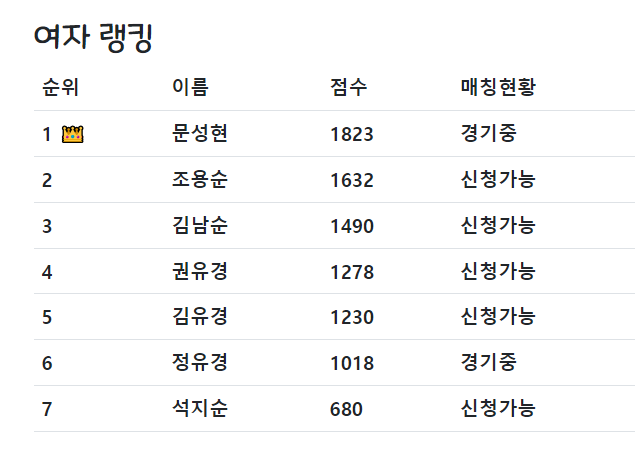 여자 랭킹
순위 이름 점수 매칭현황
1 문성현 1823 경기중
2 조용순 1632 신청가능
3 김남순 1490 신청가능
4 권유경 1278 신청가능
5 김유경 1230 신청가능
6 정유경 1018 경기중
7 석지순 680 신청가능